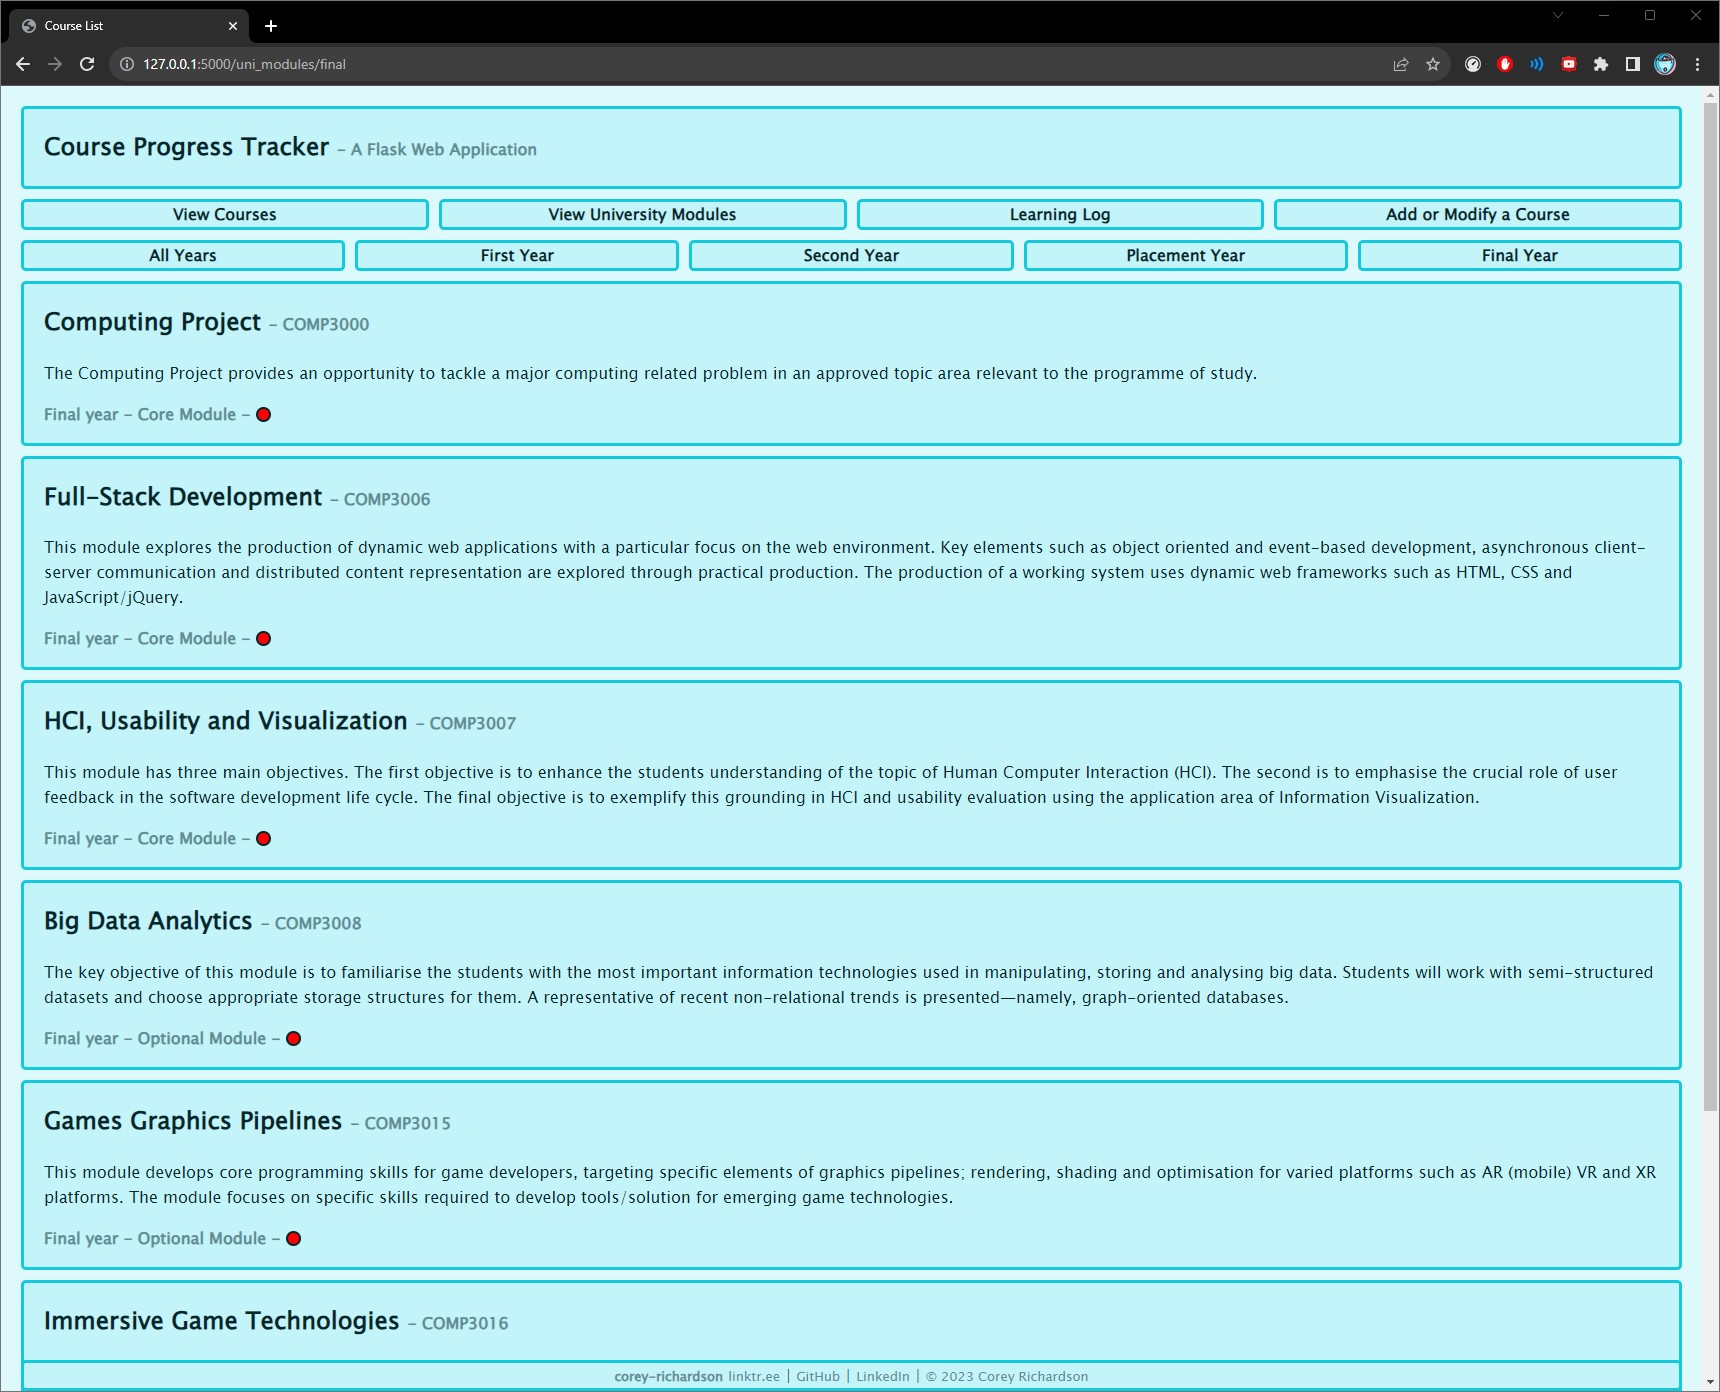 Course List
127.0.0.1:5000/uni_modules/final
Course Progress Tracker - A Flask Web Application
View Courses
View University Modules
Learning Log
Add or Modify a Course
All Years
First Year
Second Year
Placement Year
Final Year
Computing Project - COMP3000
The Computing Project provides an opportunity to tackle a major computing related problem in an approved topic area relevant to the programme of study.
Final year - Core Module -
Full-Stack Development - COMP3006
This module explores the production of dynamic web applications with a particular focus on the web environment. Key elements such as object oriented and event-based development, asynchronous client-
server communication and distributed content representation are explored through practical production. The production of a working system uses dynamic web frameworks such as HTML, CSS and
JavaScript/jQuery.
Final year - Core Module -
HCI, Usability and Visualization - COMP3007
This module has three main objectives. The first objective is to enhance the students understanding of the topic of Human Computer Interaction (HCI). The second is to emphasise the crucial role of user
feedback in the software development life cycle. The final objective is to exemplify this grounding in HCI and usability evaluation using the application area of Information Visualization.
Final year - Core Module -
Big Data Analytics - COMP3008
The key objective of this module is to familiarise the students with the most important information technologies used in manipulating, storing and analysing big data. Students will work with semi-structured
datasets and choose appropriate storage structures for them. A representative of recent non-relational trends is presented—namely, graph-oriented databases.
Final year - Optional Module -
Games Graphics Pipelines - COMP3015
This module develops core programming skills for game developers, targeting specific elements of graphics pipelines; rendering, shading and optimisation for varied platforms such as AR (mobile) VR and XR
platforms. The module focuses on specific skills required to develop tools/solution for emerging game technologies.
Final year - Optional Module -
Immersive Game Technologies - COMP3016
corey-richardson linktr.ee | GitHub | LinkedIn | © 2023 Corey Richardson